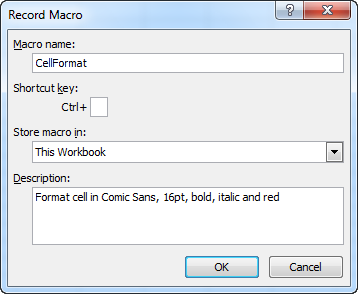 Record Macro
Macro name:
CellFormat
Shortcut key:
Ctrl+
Store macro in:
This Workbook
Description:
Format cell in Comic Sans, 16pt, bold, italic and red
OK Cancel